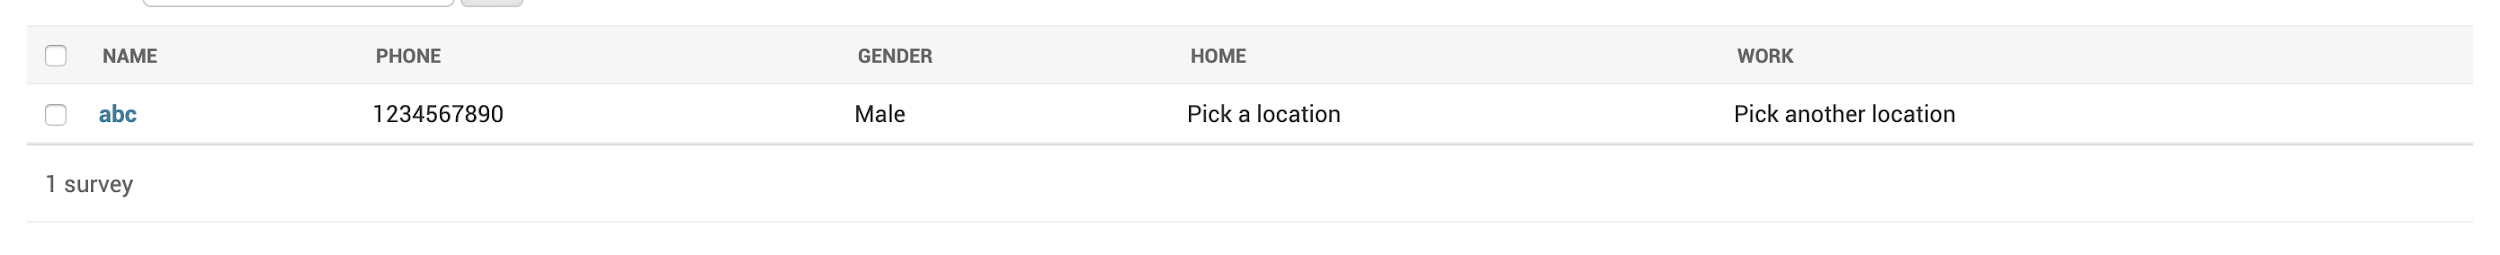 NAME PHONE GENDER HOME WORK
abc 1234567890 Male Pick a location Pick another location
1 survey